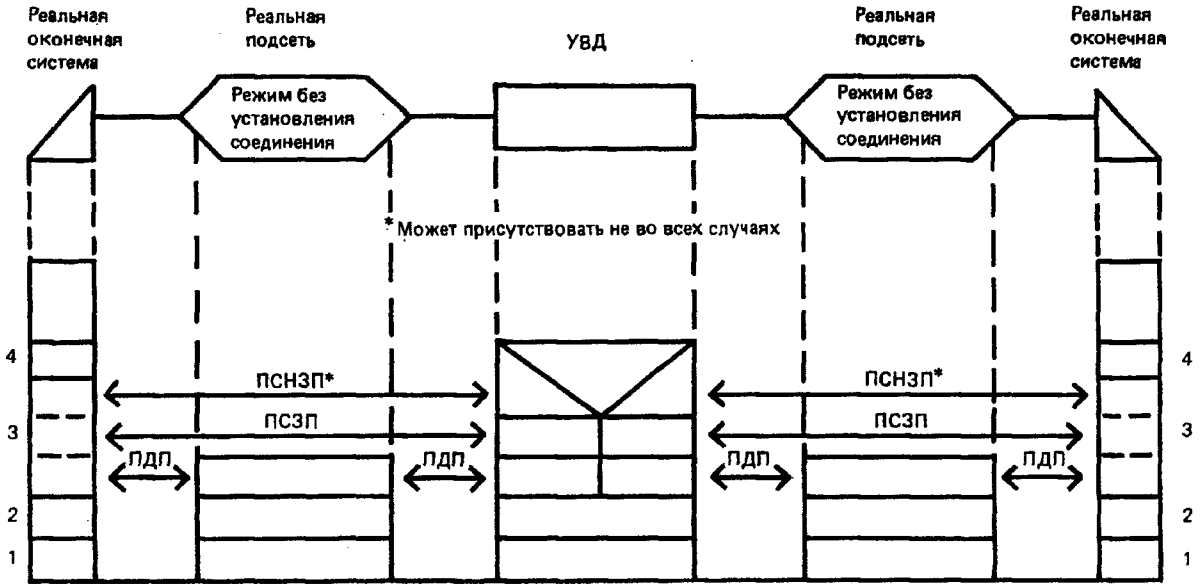 Реальная
оконечная
система
Реальная
подсеть
УВД
Реальная
подсеть
Реальная
оконечная
система
Режим без
установления
соединения
Режим без
установления
соединения
* Может присутствовать не во всех случаях
4
ПСНЗП*
ПСНЗП*
4
3
ПСЗП
ПСЗП
3
ПДП
ПДП
ПДП
ПДП
2
2
1
1